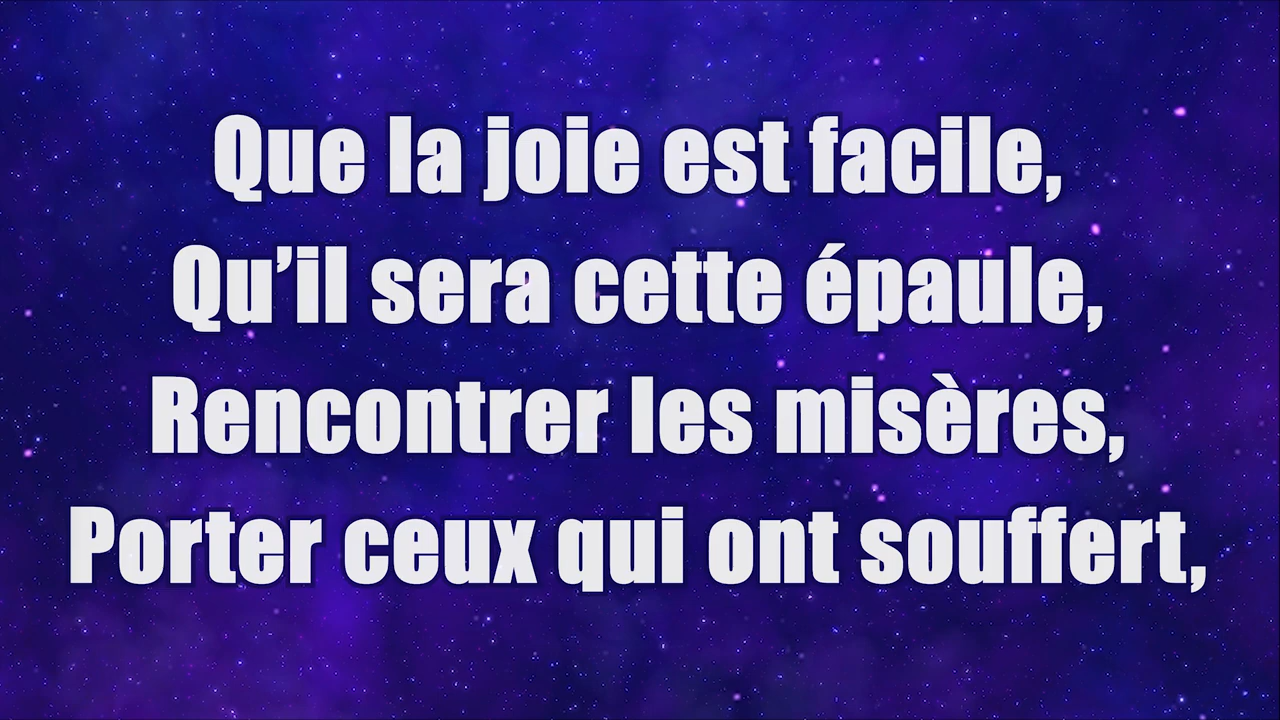 Que la joie est facile,
Qu’il sera cette épaule,
Rencontrer les misères,
Porter ceux qui ont souffert,